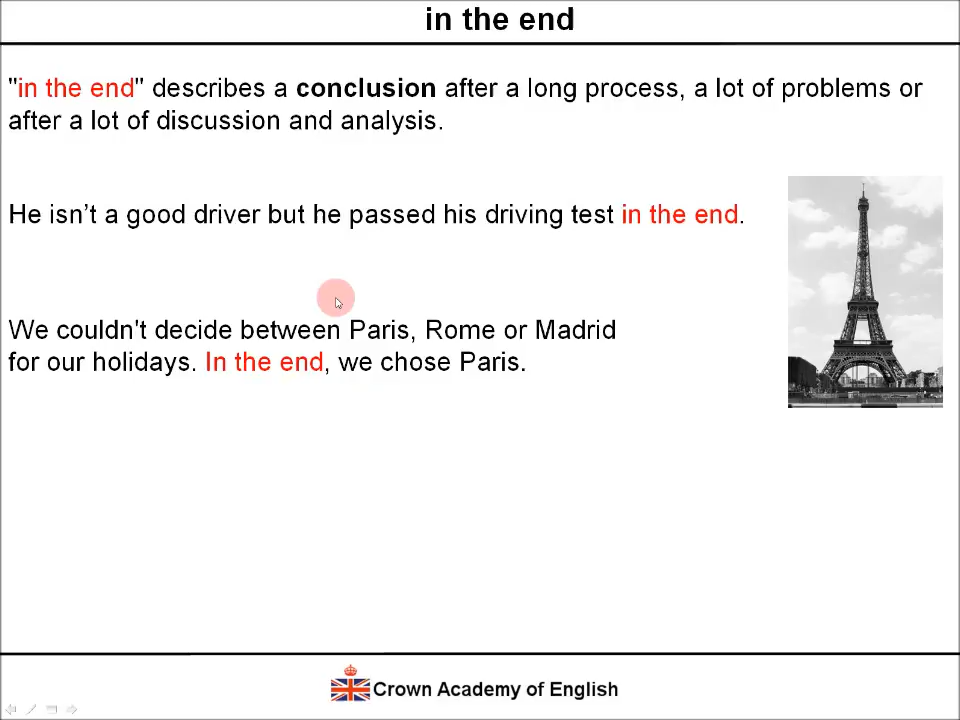 in the end
"in the end" describes a conclusion after a long process, a lot of problems or
after a lot of discussion and analysis.
He isn’t a good driver but he passed his driving test in the end.
We couldn't decide between Paris, Rome or Madrid
for our holidays. In the end, we chose Paris.
Crown Academy of English